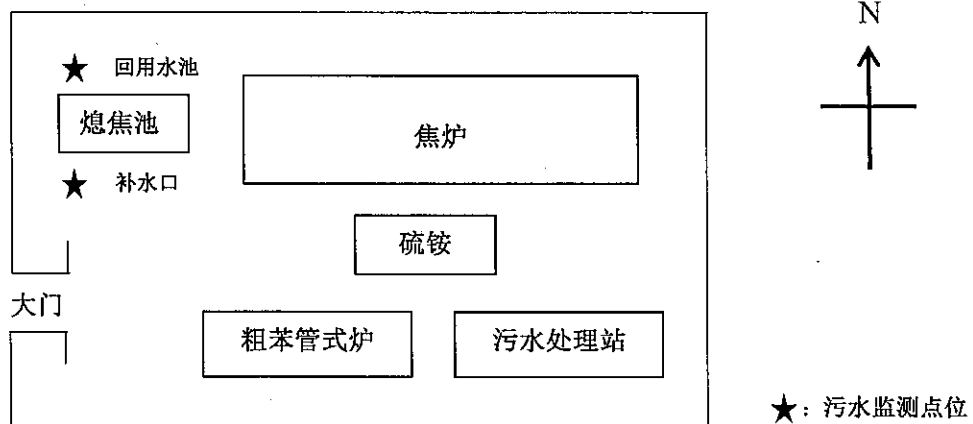 N
★ 回用水池
熄焦池
焦炉
★ 补水口
硫铵
大门
粗苯管式炉
污水处理站
★：污水监测点位